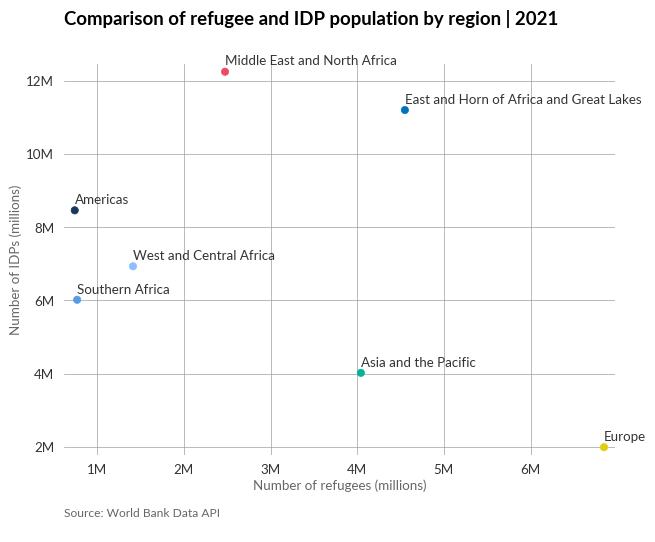 Comparison of refugee and IDP population by region | 2021
Middle East and North Africa
12M
East and Horn of Africa and Great Lakes
10M
Americas
8M
West and Central Africa
Southern Africa
6M
Asia and the Pacific
4M
Europe
2M
Number of IDPs (millions)
1M 2M 3M 4M 5M 6M
Number of refugees (millions)
Source: World Bank Data API